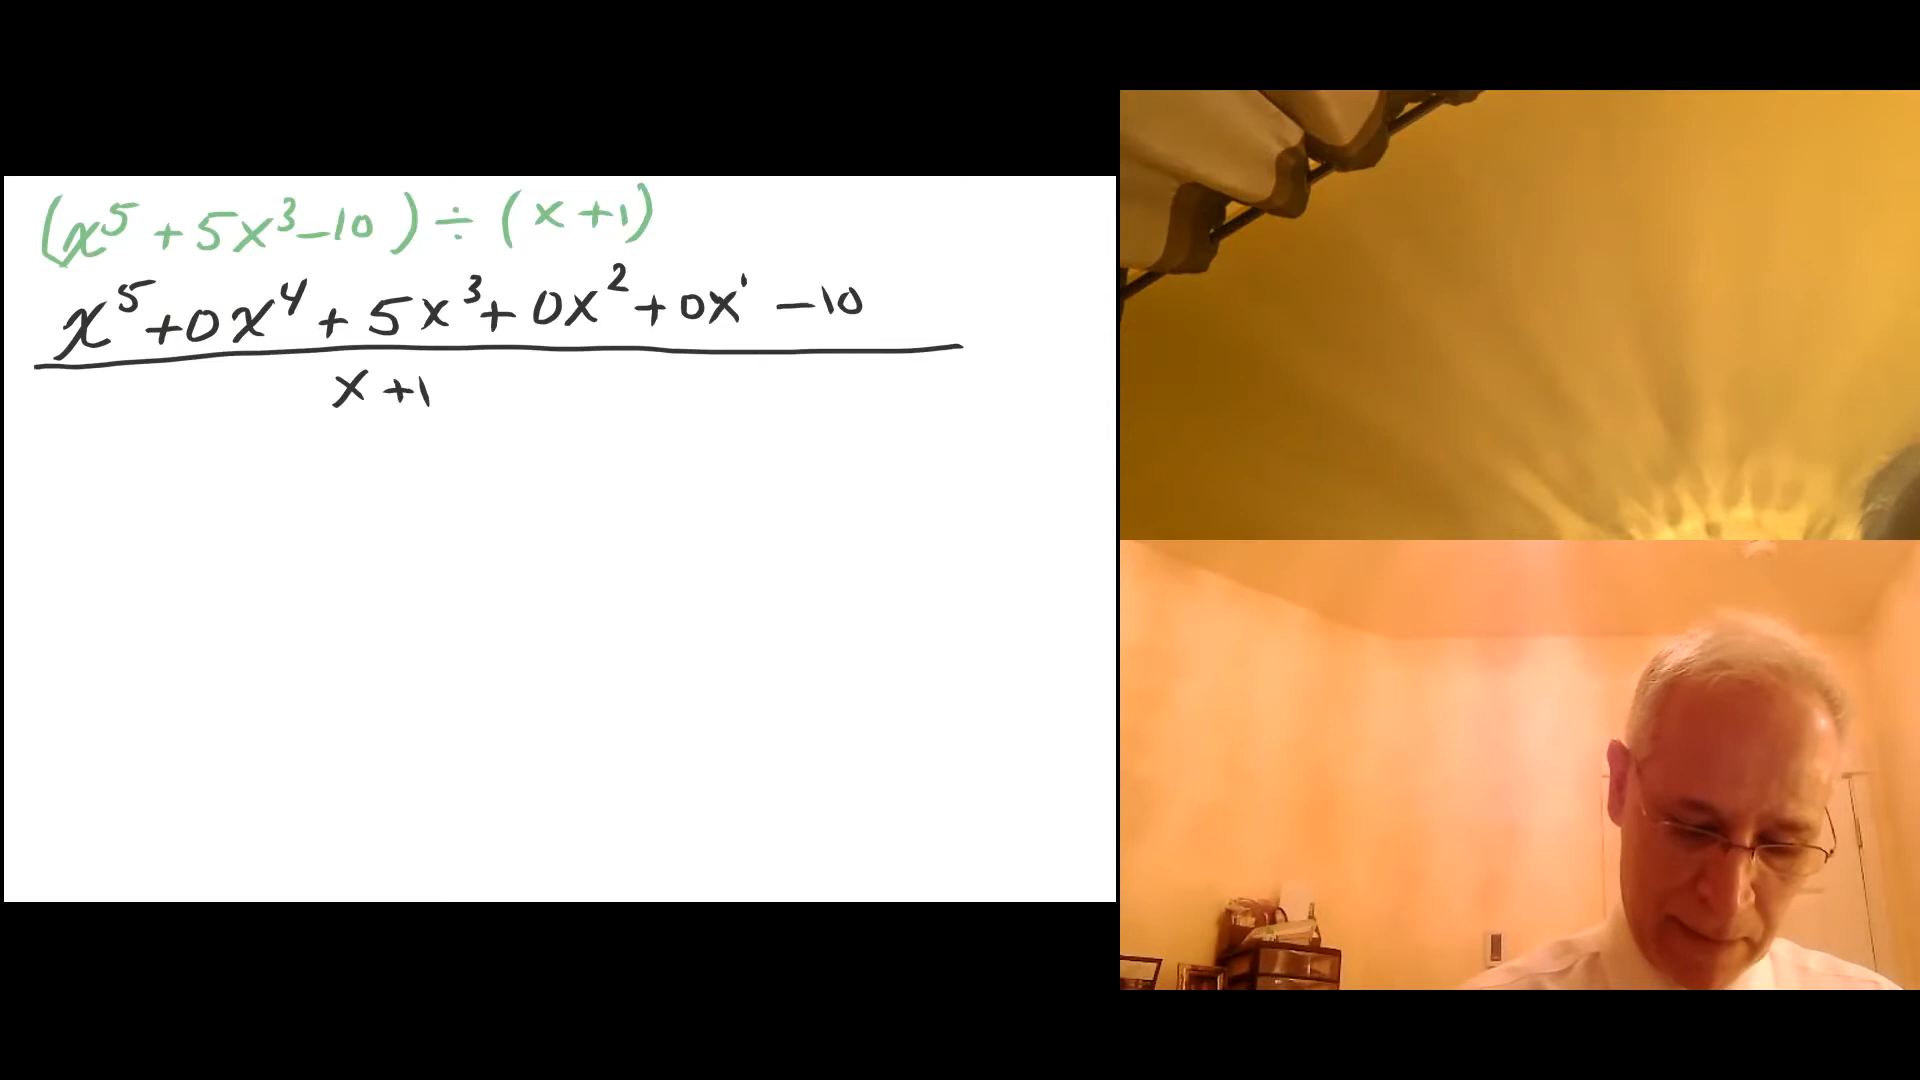 (x⁵ + 5x³ – 10) ÷ (x + 1)
x⁵ + 0x⁴ + 5x³ + 0x² + 0x¹ – 10
x + 1